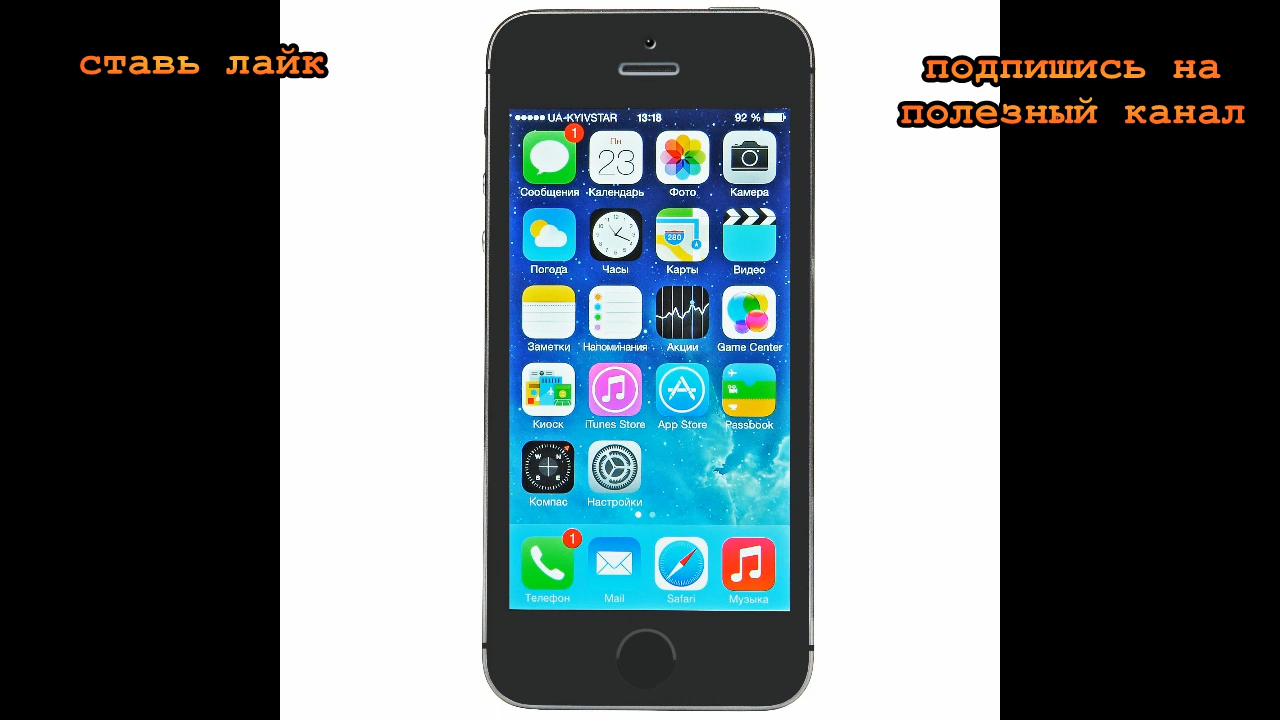 ставь лайк
подпишись на
полезный канал
UA-KYIVSTAR 13:18 92 %
1
Пн
23
Сообщения Календарь Фото Камера
280
Погода Часы Карты Видео
Заметки Напоминания Акции Game Center
Киоск iTunes Store App Store Passbook
W N
S E
Компас Настройки
1
Телефон Mail Safari Музыка